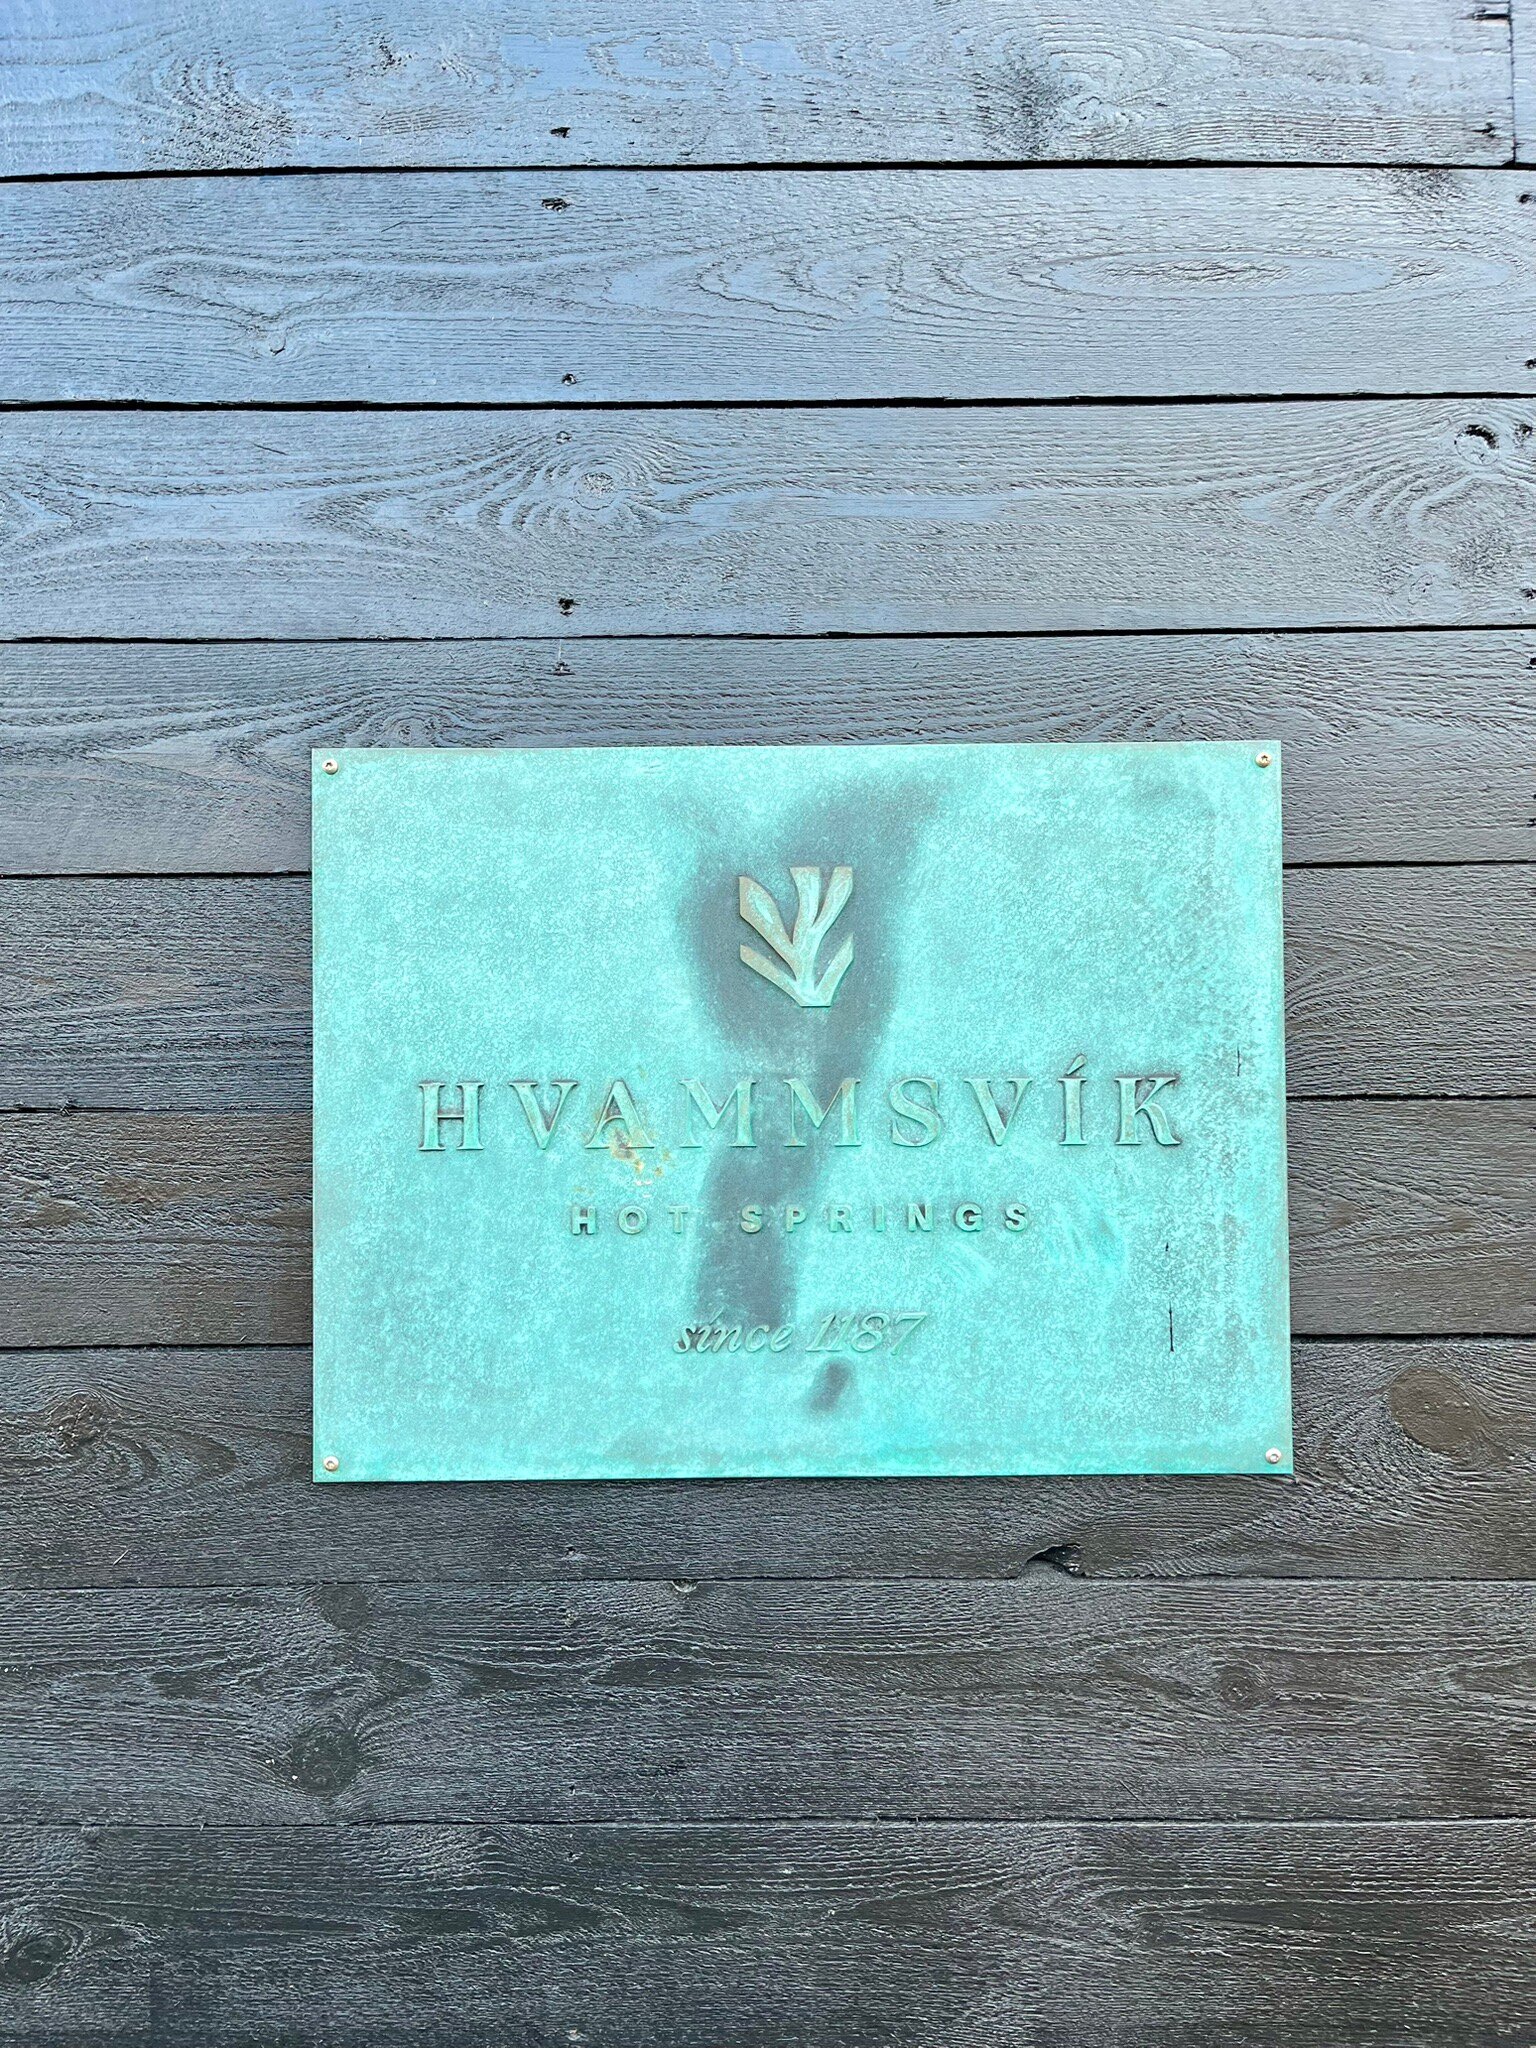 HVAMMSVÍK
HOT SPRINGS
since 1187